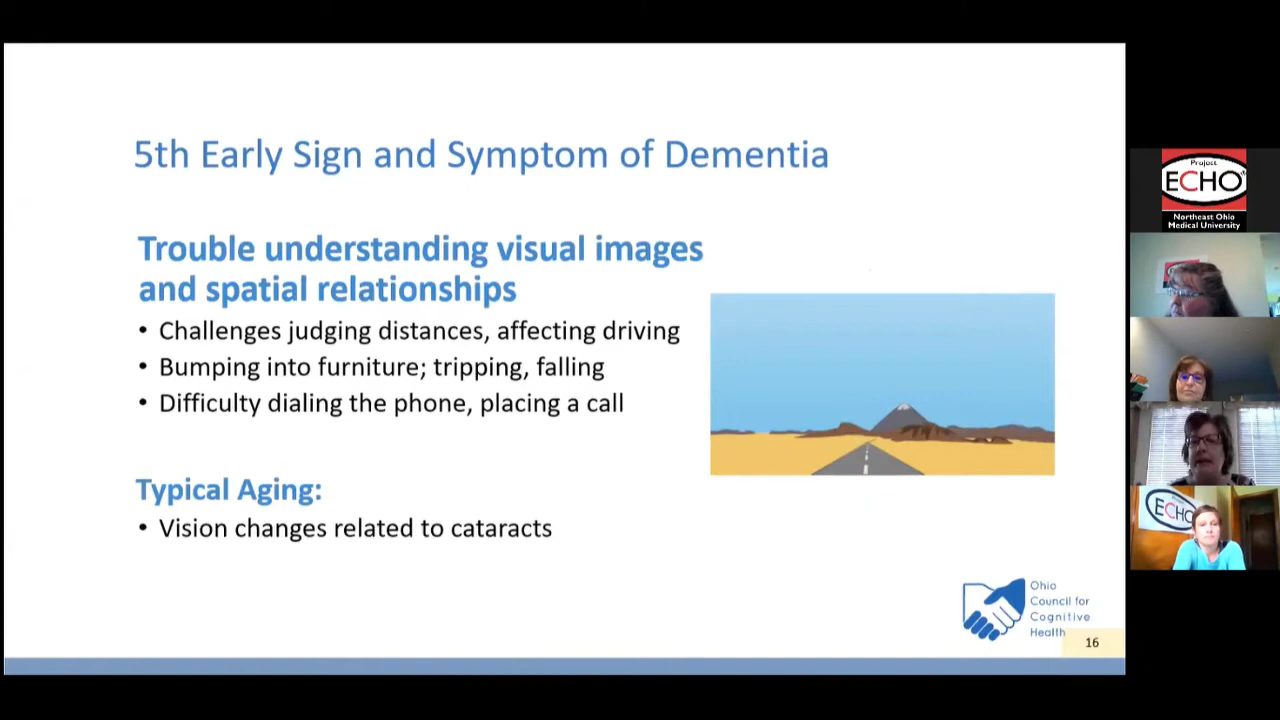 5th Early Sign and Symptom of Dementia
Trouble understanding visual images
and spatial relationships
• Challenges judging distances, affecting driving
• Bumping into furniture; tripping, falling
• Difficulty dialing the phone, placing a call
Typical Aging:
• Vision changes related to cataracts
Ohio
Council for
Cognitive
Health
16
Project
ECHO®
Northeast Ohio
Medical University
ECHO